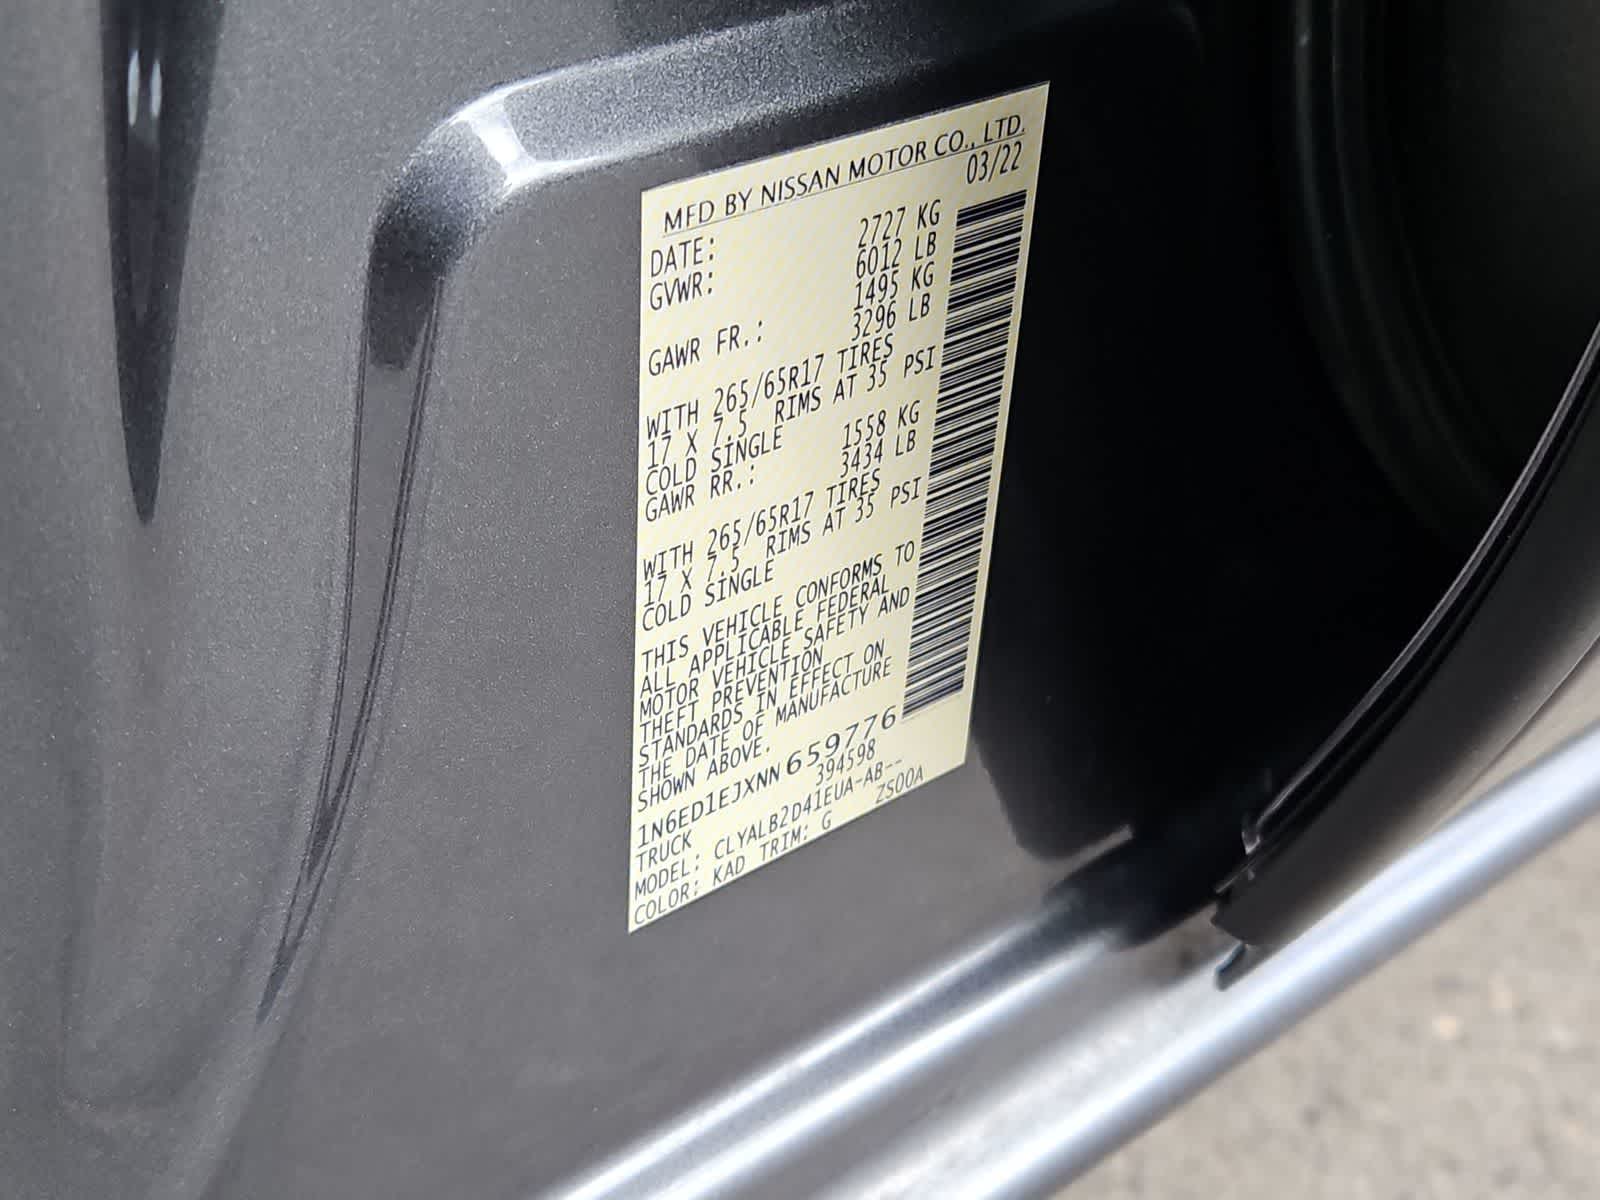 MFD BY NISSAN MOTOR CO., LTD.
DATE: 03/22
GVWR: 2727 KG
6012 LB
GAWR FR.: 1495 KG
3296 LB
WITH 265/65R17 TIRES
17 X 7.5 RIMS AT 35 PSI
COLD SINGLE
GAWR RR.: 1558 KG
3434 LB
WITH 265/65R17 TIRES
17 X 7.5 RIMS AT 35 PSI
COLD SINGLE
THIS VEHICLE CONFORMS TO
ALL APPLICABLE FEDERAL
MOTOR VEHICLE SAFETY AND
THEFT PREVENTION
STANDARDS IN EFFECT ON
THE DATE OF MANUFACTURE
SHOWN ABOVE.
1N6ED1EJXNN659776
TRUCK 394598
MODEL: CLYALB2D41EUA-AB--
COLOR: KAD TRIM: G ZS00A